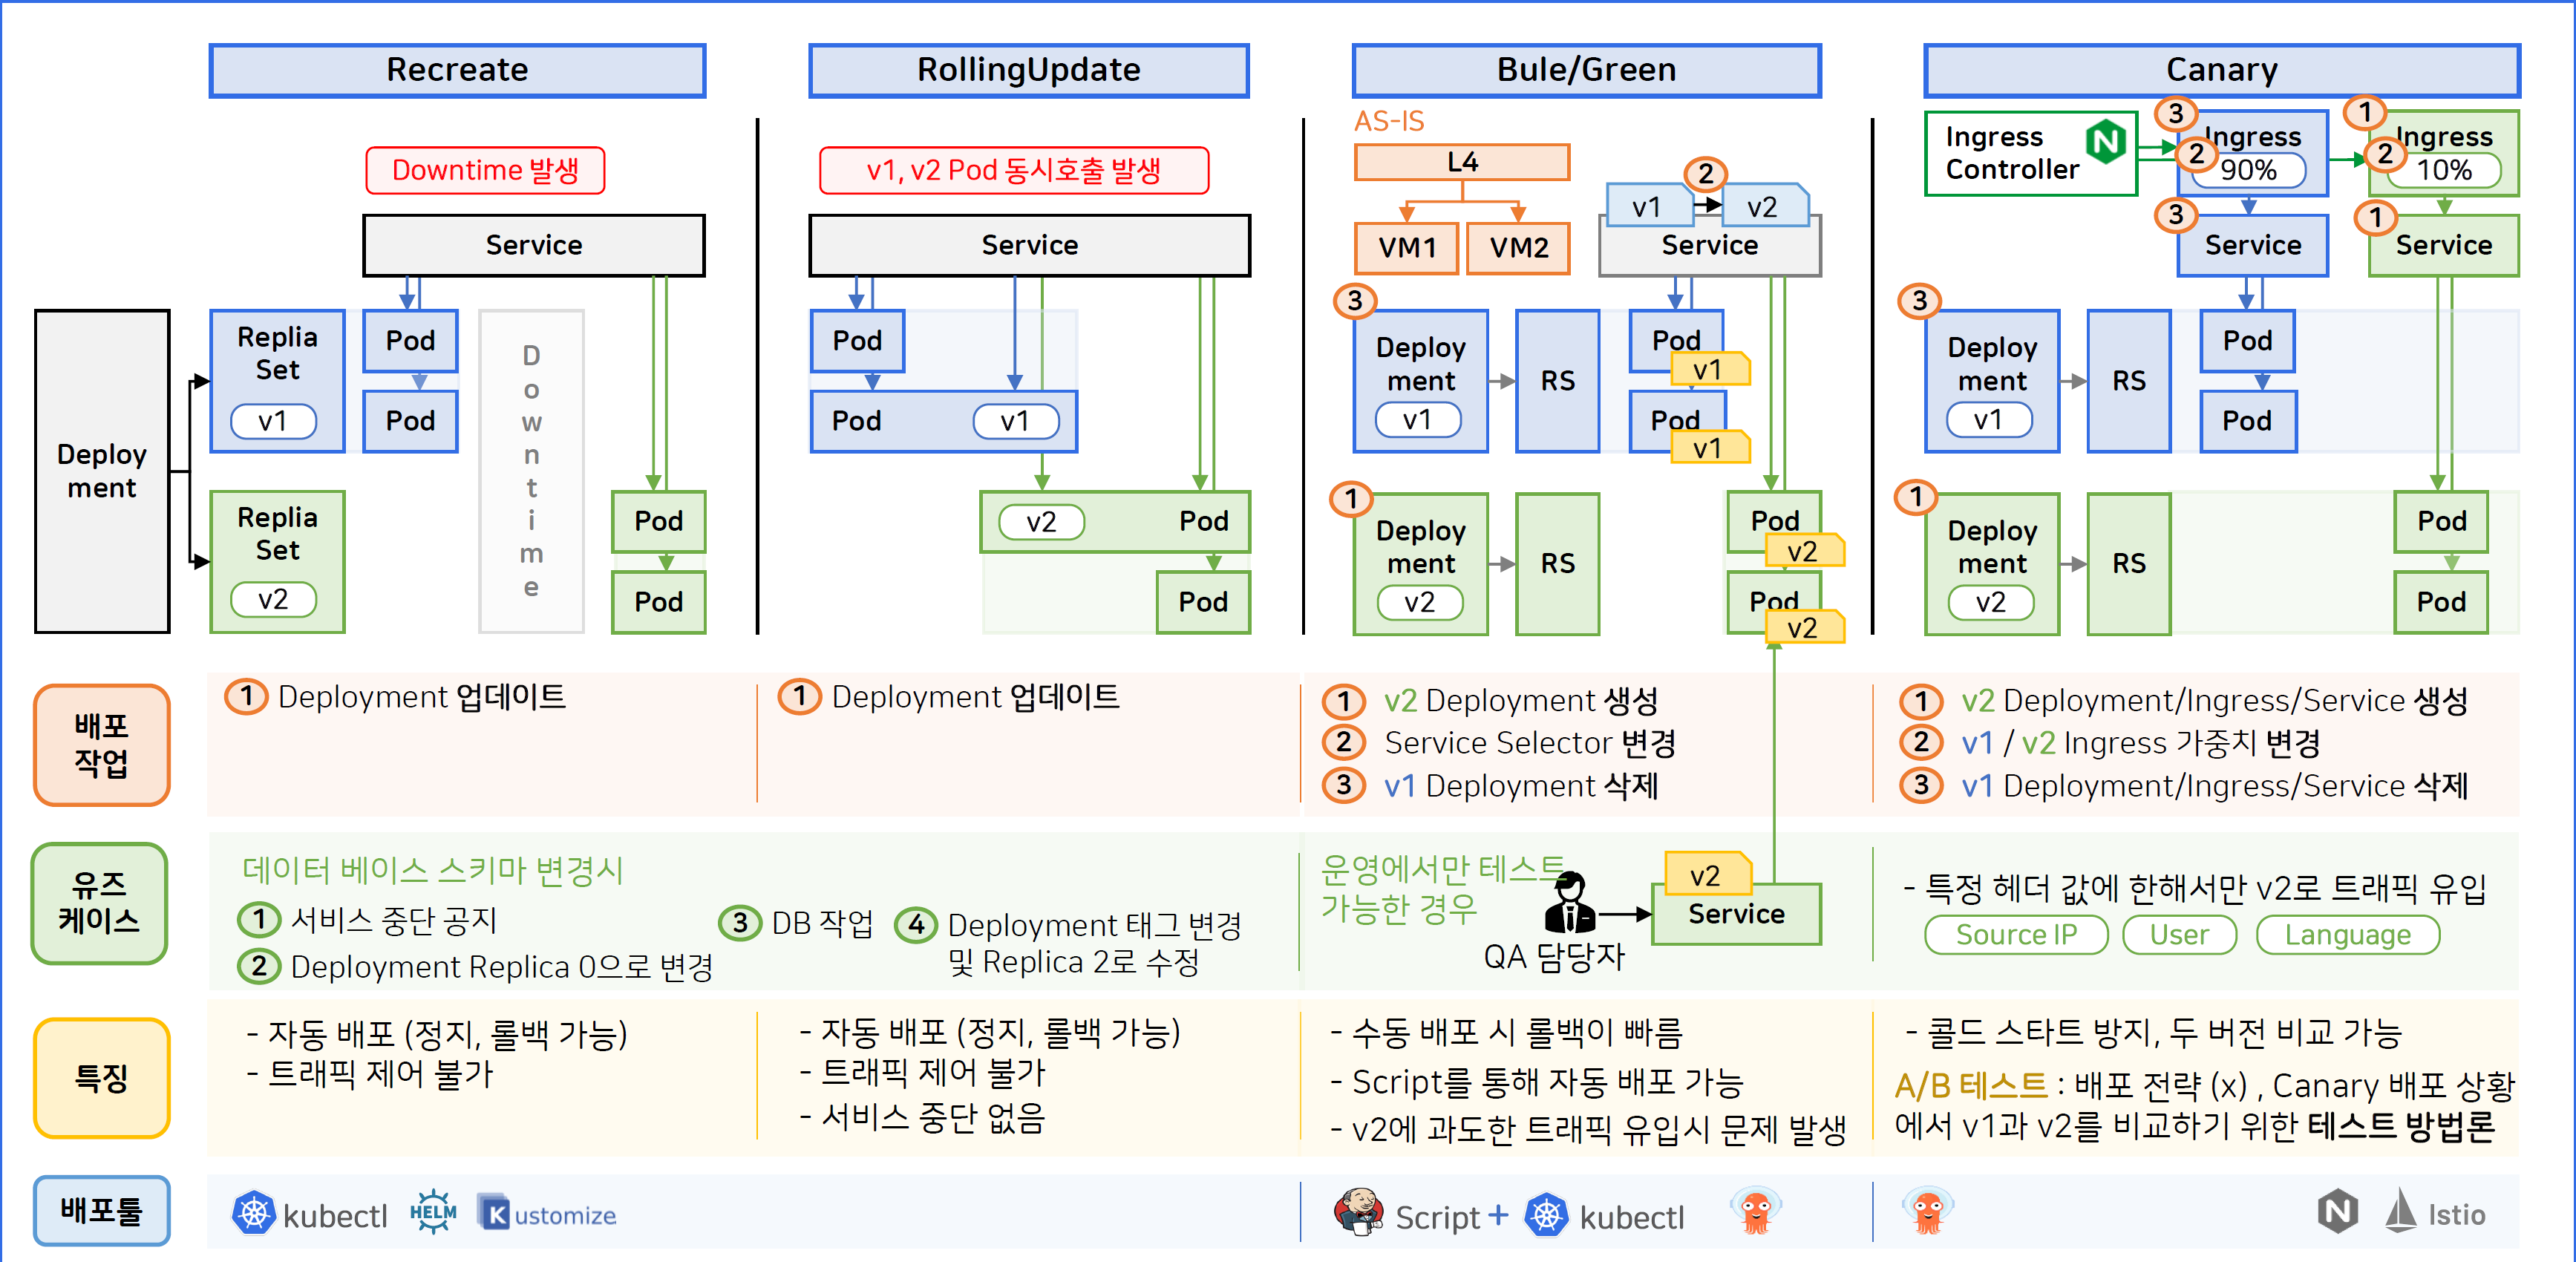 Recreate
RollingUpdate
Bule/Green
Canary
Downtime 발생
Service
Deploy
ment
Replia
Set
v1
Pod
Pod
D
o
w
n
t
i
m
e
Replia
Set
v2
Pod
Pod
v1, v2 Pod 동시호출 발생
Service
Pod
Pod
v1
v2
Pod
Pod
AS-IS
L4
VM1
VM2
2
v1
v2
Service
3
Deploy
ment
v1
RS
Pod
v1
Pod
v1
1
Deploy
ment
v2
RS
Pod
v2
Pod
v2
Ingress
Controller
N
3
Ingress
2
90%
1
Ingress
2
10%
3
Service
1
Service
3
Deploy
ment
v1
RS
Pod
Pod
1
Deploy
ment
v2
RS
Pod
Pod
배포
작업
1 Deployment 업데이트
1 Deployment 업데이트
1 v2 Deployment 생성
2 Service Selector 변경
3 v1 Deployment 삭제
1 v2 Deployment/Ingress/Service 생성
2 v1 / v2 Ingress 가중치 변경
3 v1 Deployment/Ingress/Service 삭제
유즈
케이스
데이터 베이스 스키마 변경시
1 서비스 중단 공지
2 Deployment Replica 0으로 변경
3 DB 작업
4 Deployment 태그 변경
및 Replica 2로 수정
운영에서만 테스트
가능한 경우
QA 담당자
v2
Service
- 특정 헤더 값에 한해서만 v2로 트래픽 유입
Source IP
User
Language
특징
- 자동 배포 (정지, 롤백 가능)
- 트래픽 제어 불가
- 자동 배포 (정지, 롤백 가능)
- 트래픽 제어 불가
- 서비스 중단 없음
- 수동 배포 시 롤백이 빠름
- Script를 통해 자동 배포 가능
- v2에 과도한 트래픽 유입시 문제 발생
- 콜드 스타트 방지, 두 버전 비교 가능
A/B 테스트 : 배포 전략 (x) , Canary 배포 상황
에서 v1과 v2를 비교하기 위한 테스트 방법론
배포툴
kubectl
HELM
Kustomize
Script + kubectl
N
Istio